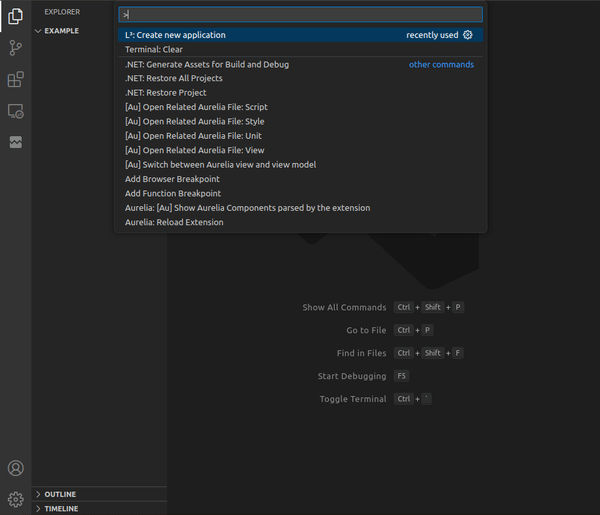 EXPLORER
EXAMPLE
>
L³: Create new application recently used
Terminal: Clear
.NET: Generate Assets for Build and Debug other commands
.NET: Restore All Projects
.NET: Restore Project
[Au] Open Related Aurelia File: Script
[Au] Open Related Aurelia File: Style
[Au] Open Related Aurelia File: Unit
[Au] Open Related Aurelia File: View
[Au] Switch between Aurelia view and view model
Add Browser Breakpoint
Add Function Breakpoint
Aurelia: [Au] Show Aurelia Components parsed by the extension
Aurelia: Reload Extension
Show All Commands Ctrl + Shift + P
Go to File Ctrl + P
Find in Files Ctrl + Shift + F
Start Debugging F5
Toggle Terminal Ctrl + `
OUTLINE
TIMELINE